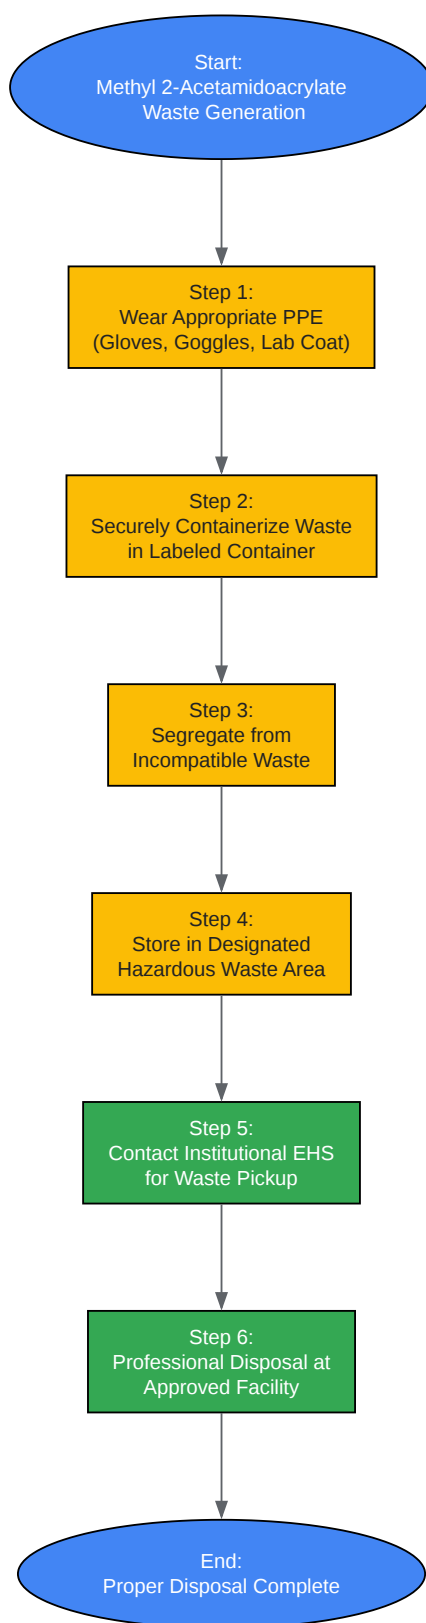 Start:
Methyl 2-Acetamidoacrylate
Waste Generation
Step 1:
Wear Appropriate PPE
(Gloves, Goggles, Lab Coat)
Step 2:
Securely Containerize Waste
in Labeled Container
Step 3:
Segregate from
Incompatible Waste
Step 4:
Store in Designated
Hazardous Waste Area
Step 5:
Contact Institutional EHS
for Waste Pickup
Step 6:
Professional Disposal at
Approved Facility
End:
Proper Disposal Complete